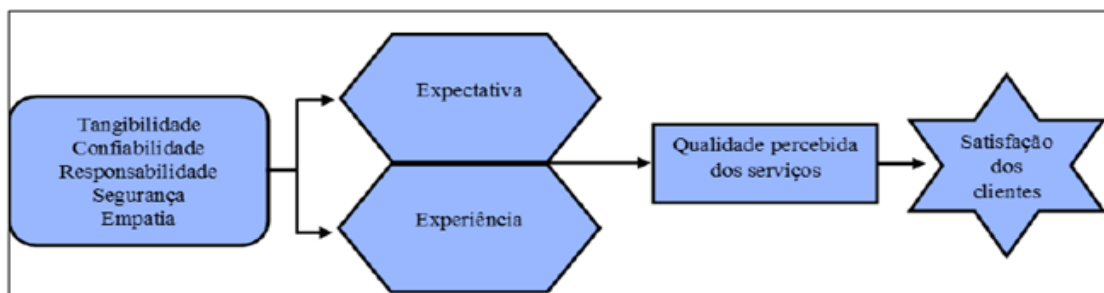 Tangibilidade
Confiabilidade
Responsabilidade
Segurança
Empatia
Expectativa
Experiência
Qualidade percebida
dos serviços
Satisfação
dos
clientes